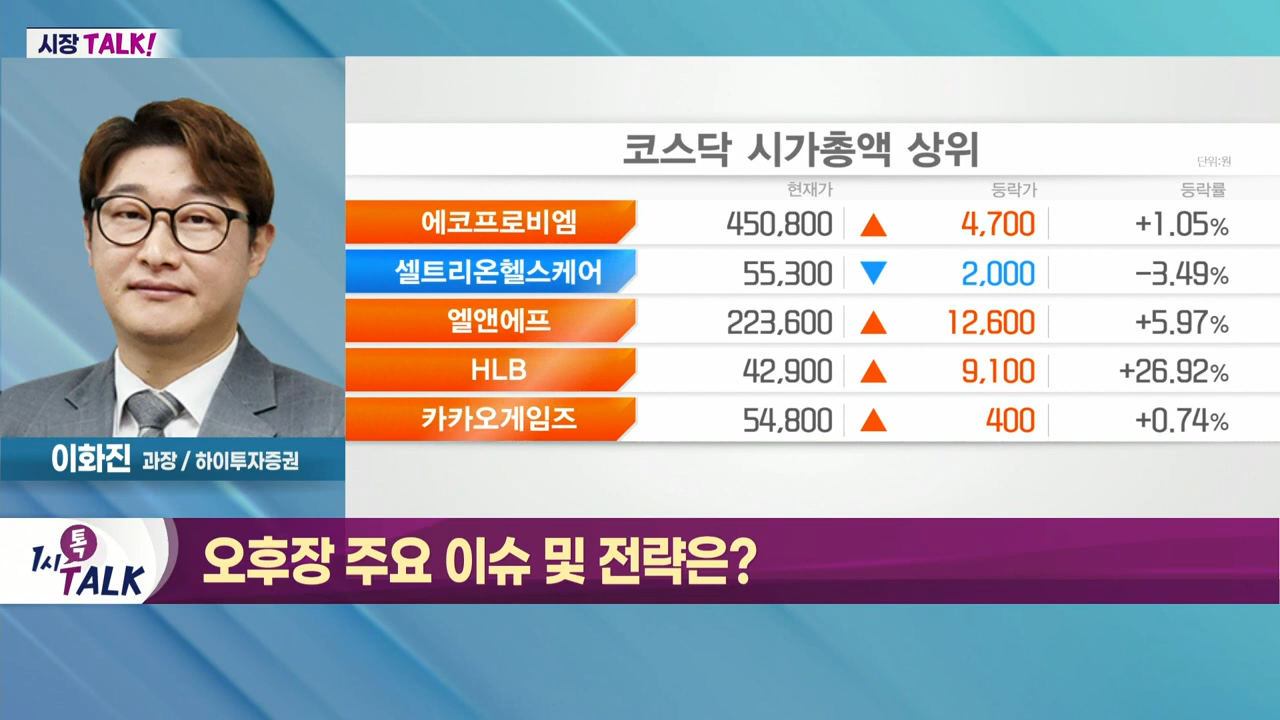 시장 TALK!
코스닥 시가총액 상위
단위:원
현재가 등락가 등락률
에코프로비엠 450,800 ▲ 4,700 +1.05%
셀트리온헬스케어 55,300 ▼ 2,000 -3.49%
엘앤에프 223,600 ▲ 12,600 +5.97%
HLB 42,900 ▲ 9,100 +26.92%
카카오게임즈 54,800 ▲ 400 +0.74%
이화진 과장 / 하이투자증권
1시 톡 TALK
오후장 주요 이슈 및 전략은?